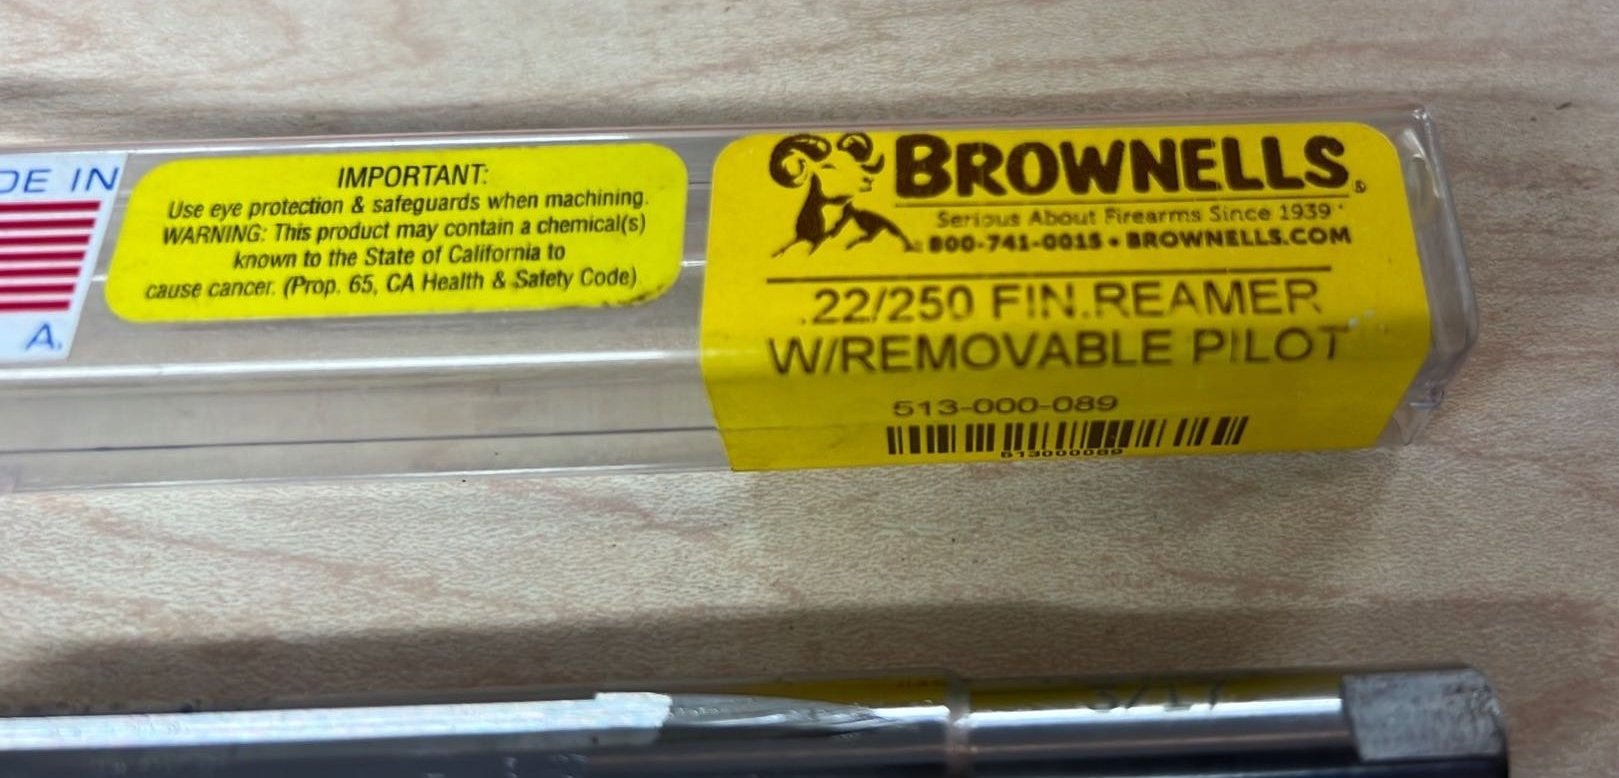 DE IN
A.
IMPORTANT:
Use eye protection & safeguards when machining.
WARNING: This product may contain a chemical(s)
known to the State of California to
cause cancer. (Prop. 65, CA Health & Safety Code)
BROWNELLS®
Serious About Firearms Since 1939
800-741-0015 • BROWNELLS.COM
.22/250 FIN.REAMER
W/REMOVABLE PILOT
513-000-089
513000089